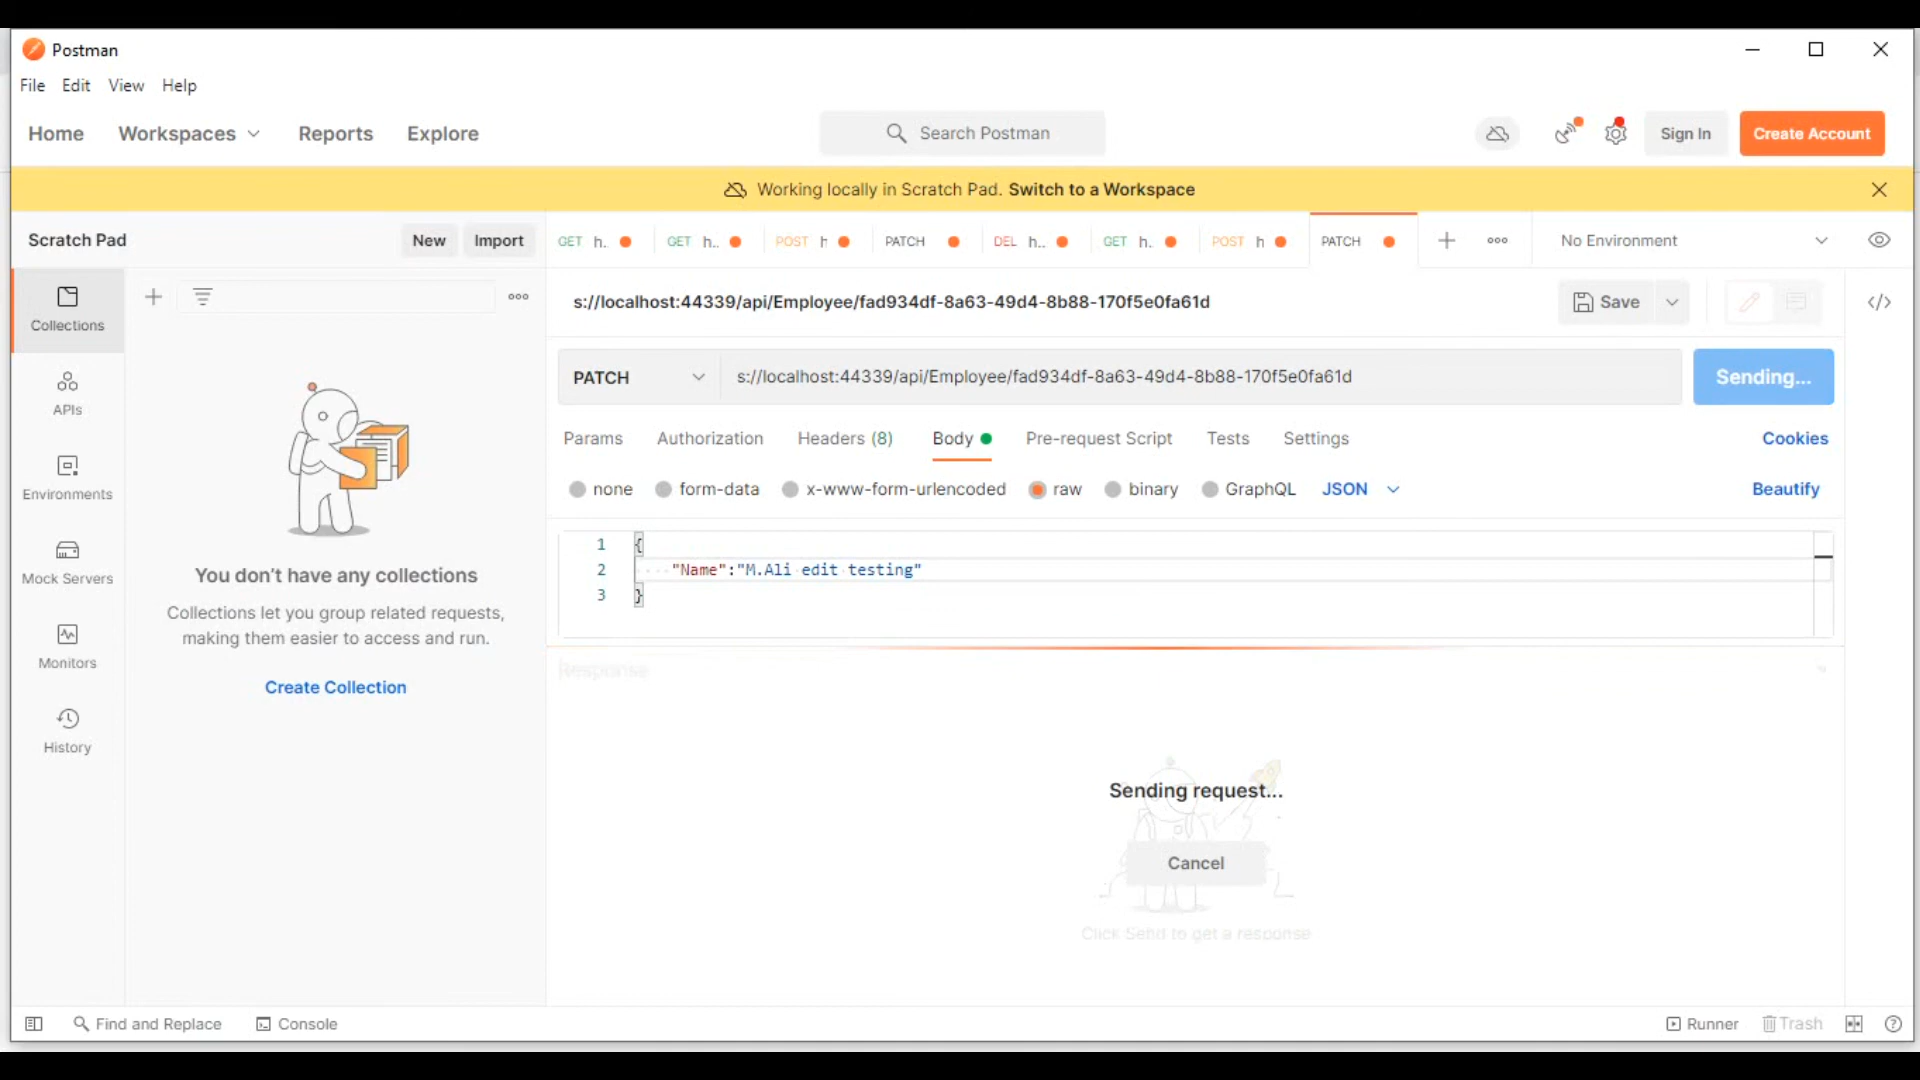 Postman
File Edit View Help
Home Workspaces Reports Explore
Search Postman
Sign In
Create Account
Working locally in Scratch Pad. Switch to a Workspace
Scratch Pad
New
Import
GET h.
GET h..
POST h
PATCH
DEL h..
GET h.
POST h
PATCH
No Environment
s://localhost:44339/api/Employee/fad934df-8a63-49d4-8b88-170f5e0fa61d
Save
</>
Collections
APIs
Environments
Mock Servers
Monitors
History
You don't have any collections
Collections let you group related requests,
making them easier to access and run.
Create Collection
PATCH
s://localhost:44339/api/Employee/fad934df-8a63-49d4-8b88-170f5e0fa61d
Sending...
Params Authorization Headers (8) Body Pre-request Script Tests Settings
Cookies
none form-data x-www-form-urlencoded raw binary GraphQL JSON
Beautify
1 {
2 "Name":"M.Ali edit testing"
3 }
Response
Sending request...
Cancel
Click Send to get a response
Find and Replace
Console
Runner
Trash